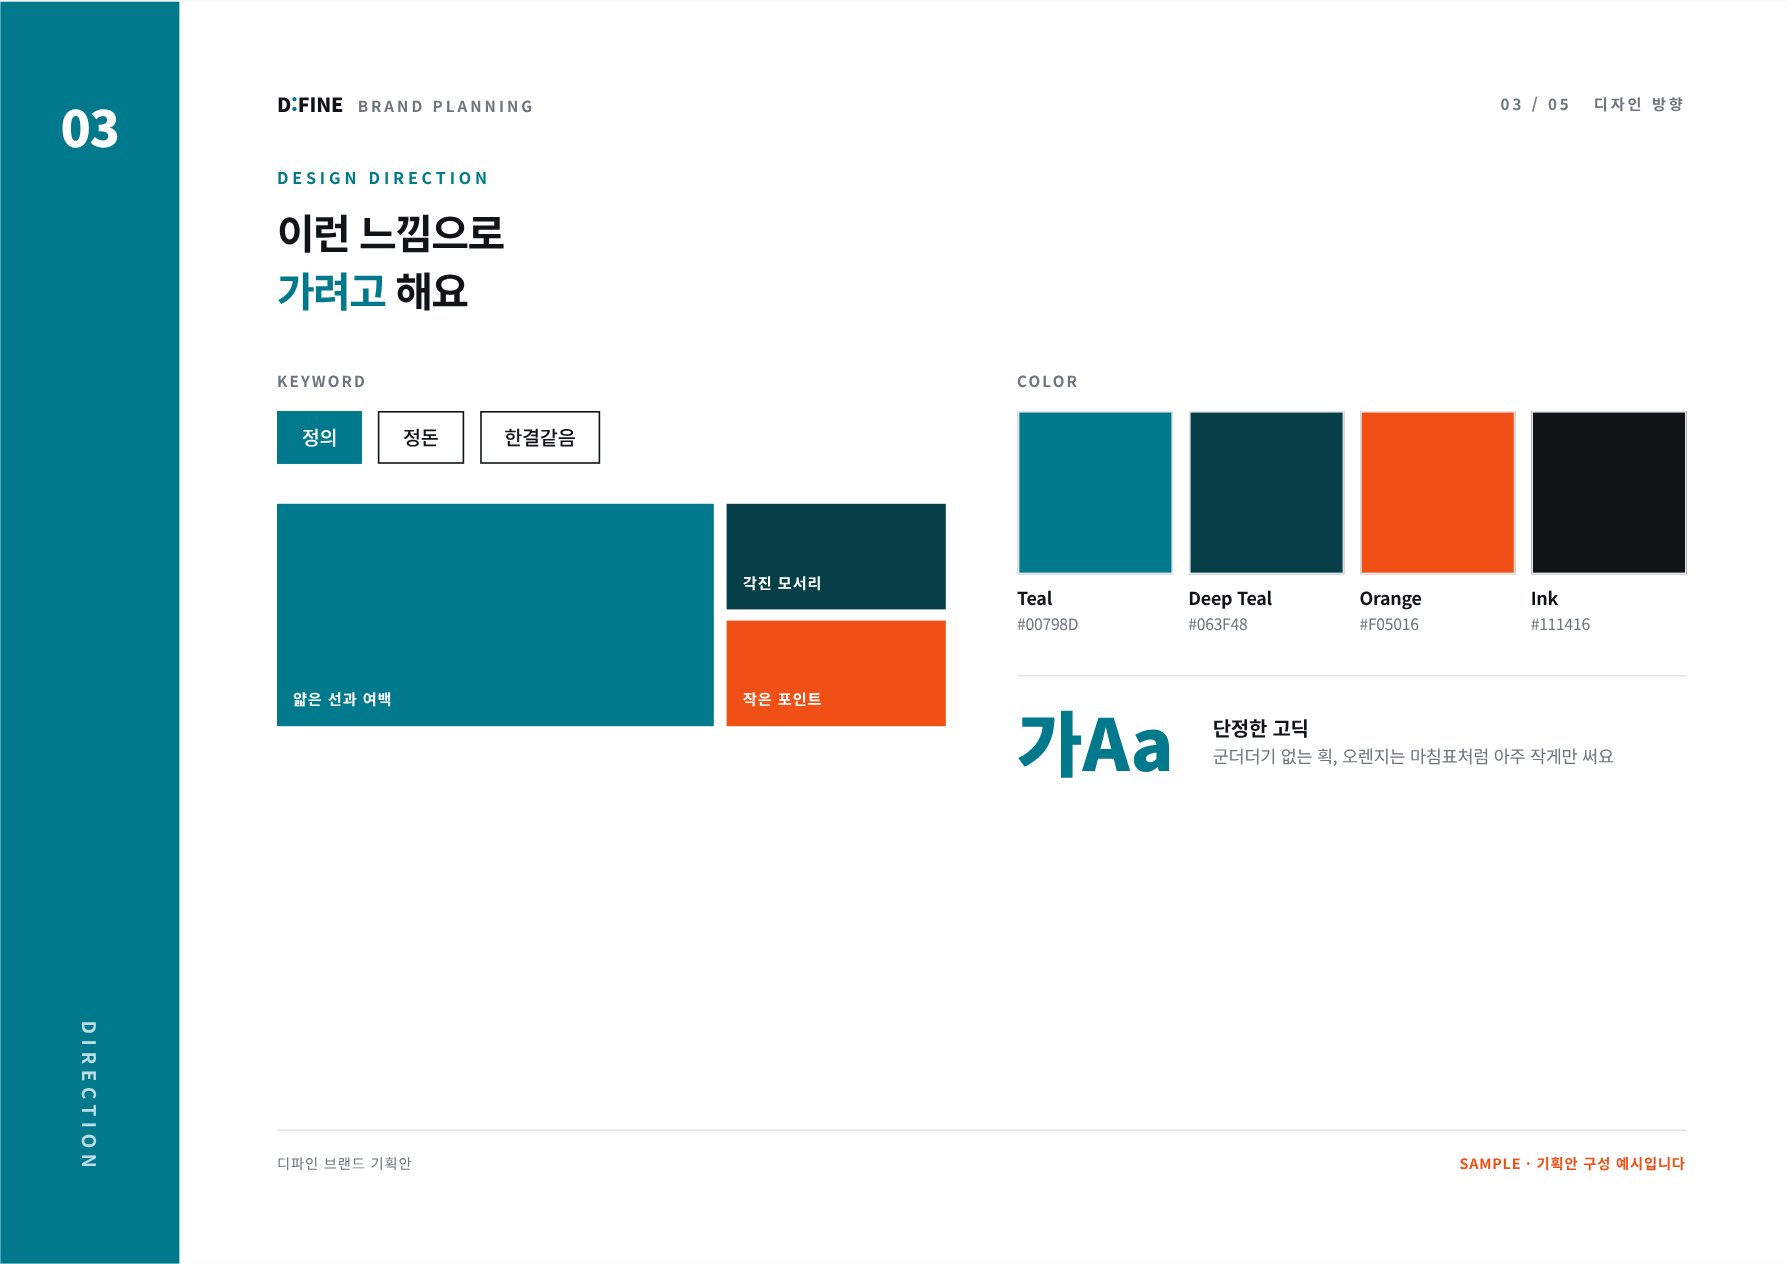 03
D:FINE BRAND PLANNING
03 / 05 디자인 방향
DESIGN DIRECTION
이런 느낌으로
가려고 해요
KEYWORD
정의
정돈
한결같음
얇은 선과 여백
각진 모서리
작은 포인트
COLOR
Teal
#00798D
Deep Teal
#063F48
Orange
#F05016
Ink
#111416
가Aa
단정한 고딕
군더더기 없는 획, 오렌지는 마침표처럼 아주 작게만 써요
DIRECTION
디파인 브랜드 기획안
SAMPLE · 기획안 구성 예시입니다